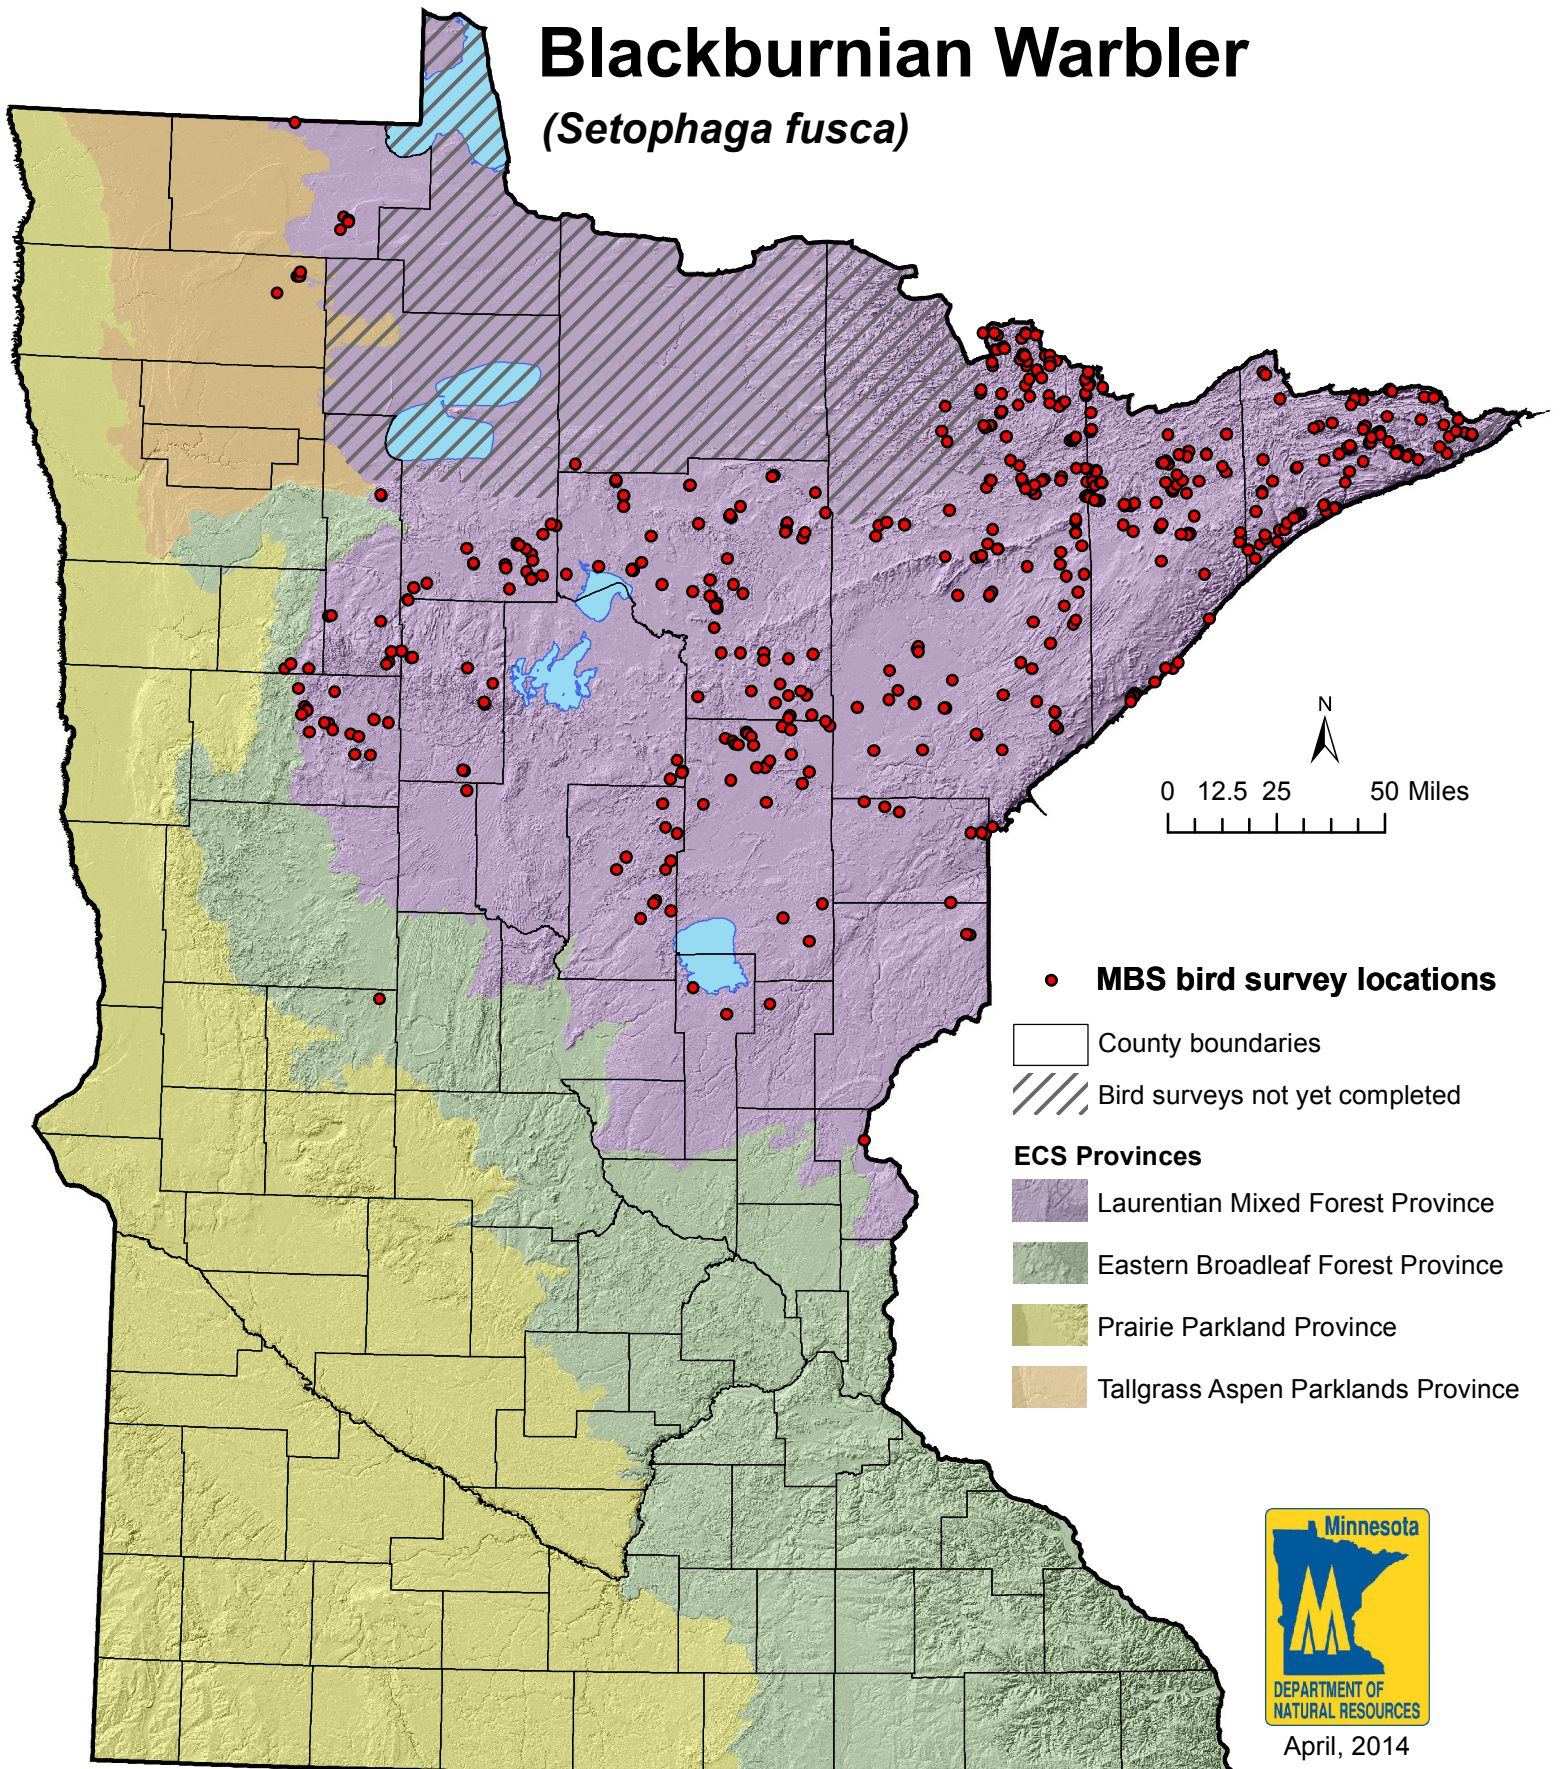 Blackburnian Warbler
(Setophaga fusca)
N
0 12.5 25 50 Miles
MBS bird survey locations
County boundaries
Bird surveys not yet completed
ECS Provinces
Laurentian Mixed Forest Province
Eastern Broadleaf Forest Province
Prairie Parkland Province
Tallgrass Aspen Parklands Province
Minnesota
DEPARTMENT OF
NATURAL RESOURCES
April, 2014